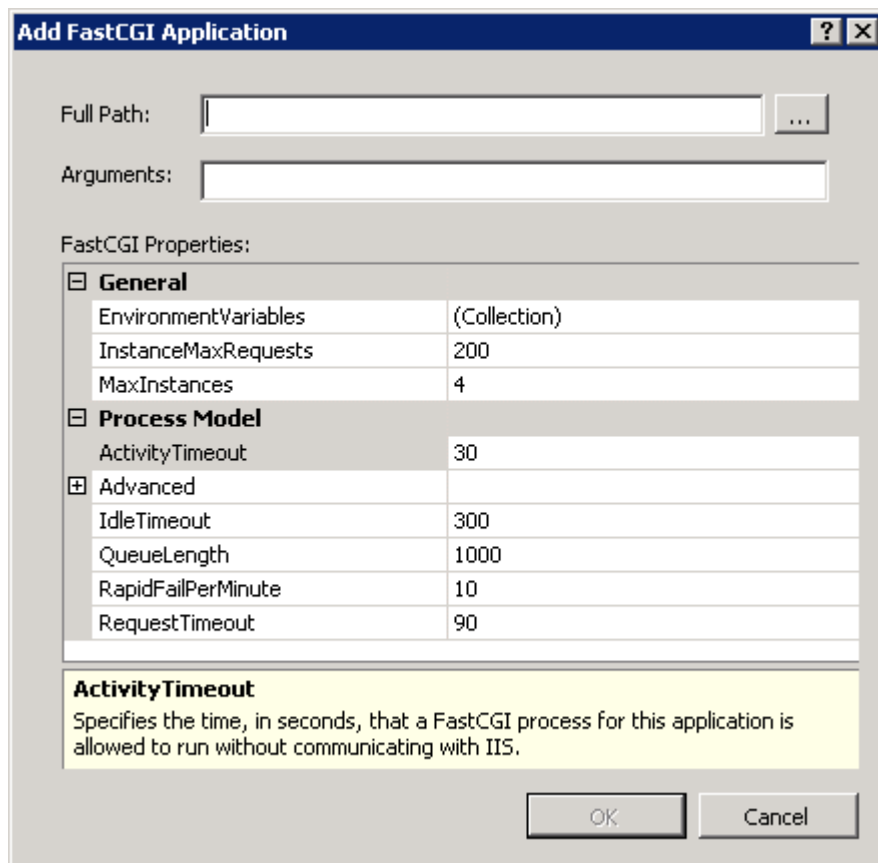 Add FastCGI Application
Full Path:
...
Arguments:
FastCGI Properties:
General
EnvironmentVariables (Collection)
InstanceMaxRequests 200
MaxInstances 4
Process Model
ActivityTimeout 30
Advanced
IdleTimeout 300
QueueLength 1000
RapidFailPerMinute 10
RequestTimeout 90
ActivityTimeout
Specifies the time, in seconds, that a FastCGI process for this application is
allowed to run without communicating with IIS.
OK Cancel